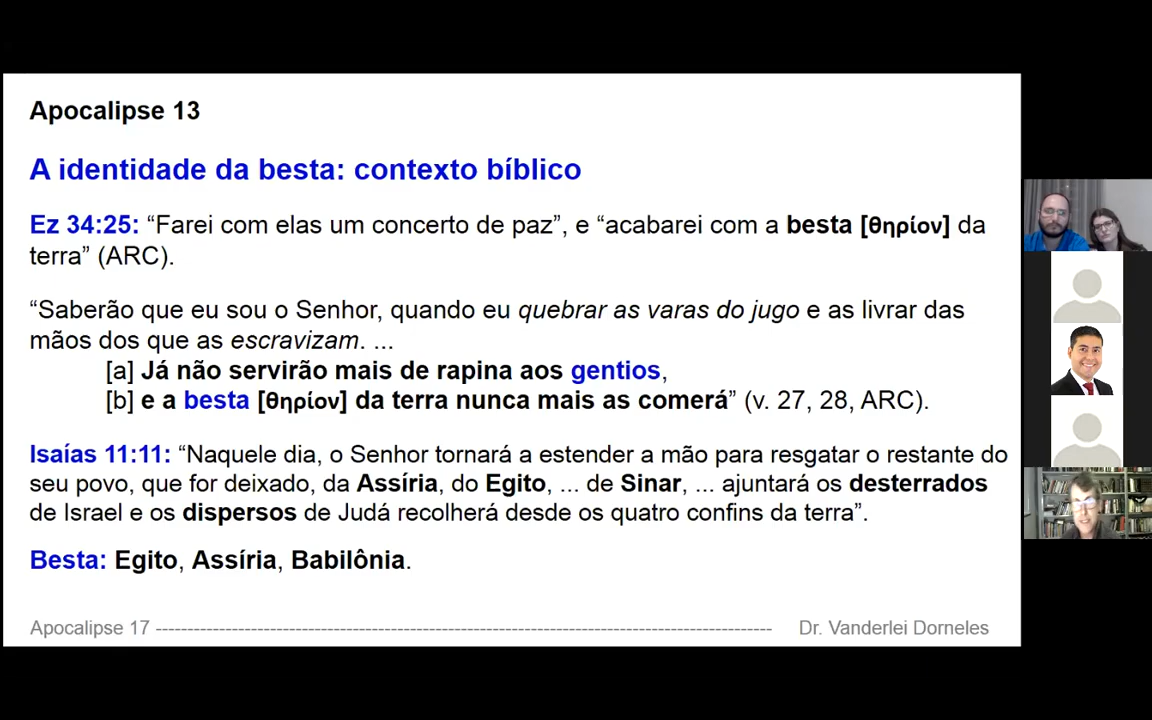 Apocalipse 13
A identidade da besta: contexto bíblico
Ez 34:25: “Farei com elas um concerto de paz”, e “acabarei com a besta [θηρίον] da
terra” (ARC).
“Saberão que eu sou o Senhor, quando eu quebrar as varas do jugo e as livrar das
mãos dos que as escravizam. ...
[a] Já não servirão mais de rapina aos gentios,
[b] e a besta [θηρίον] da terra nunca mais as comerá” (v. 27, 28, ARC).
Isaías 11:11: “Naquele dia, o Senhor tornará a estender a mão para resgatar o restante do
seu povo, que for deixado, da Assíria, do Egito, ... de Sinar, ... ajuntará os desterrados
de Israel e os dispersos de Judá recolherá desde os quatro confins da terra”.
Besta: Egito, Assíria, Babilônia.
Apocalipse 17 ---------------------------------------------------------------------------------------- Dr. Vanderlei Dorneles